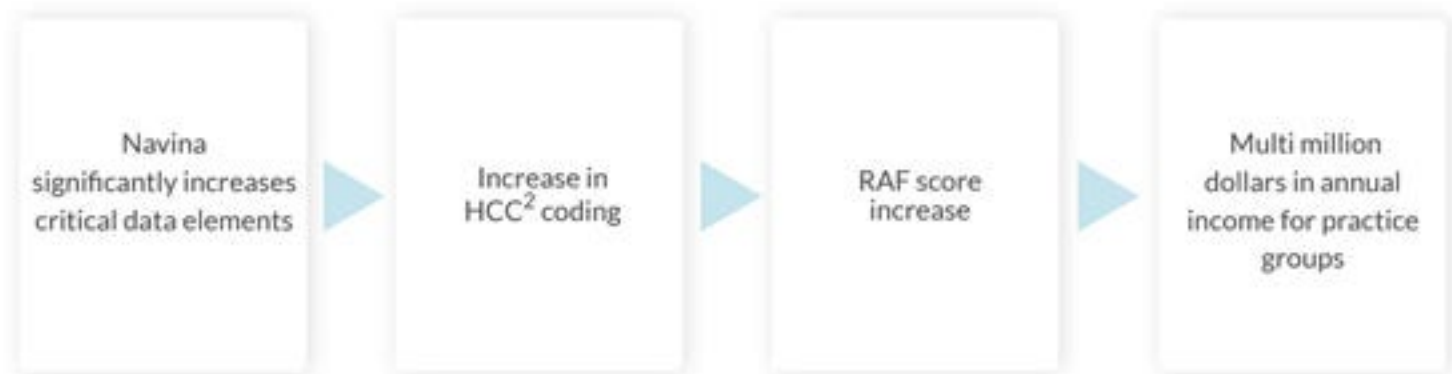 Navina
significantly increases
critical data elements
Increase in
HCC² coding
RAF score
increase
Multi million
dollars in annual
income for practice
groups